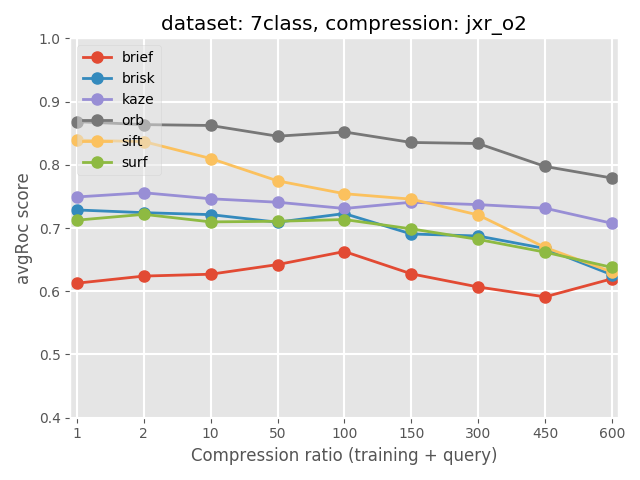 dataset: 7class, compression: jxr_o2
1.0
0.9
0.8
0.7
0.6
0.5
0.4
avgRoc score
brief
brisk
kaze
orb
sift
surf
1 2 10 50 100 150 300 450 600
Compression ratio (training + query)